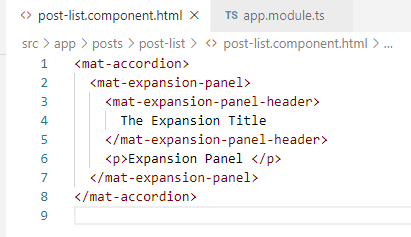 post-list.component.html
TS app.module.ts
src > app > posts > post-list > post-list.component.html > ...
1 <mat-accordion>
2 <mat-expansion-panel>
3 <mat-expansion-panel-header>
4 The Expansion Title
5 </mat-expansion-panel-header>
6 <p>Expansion Panel </p>
7 </mat-expansion-panel>
8 </mat-accordion>
9